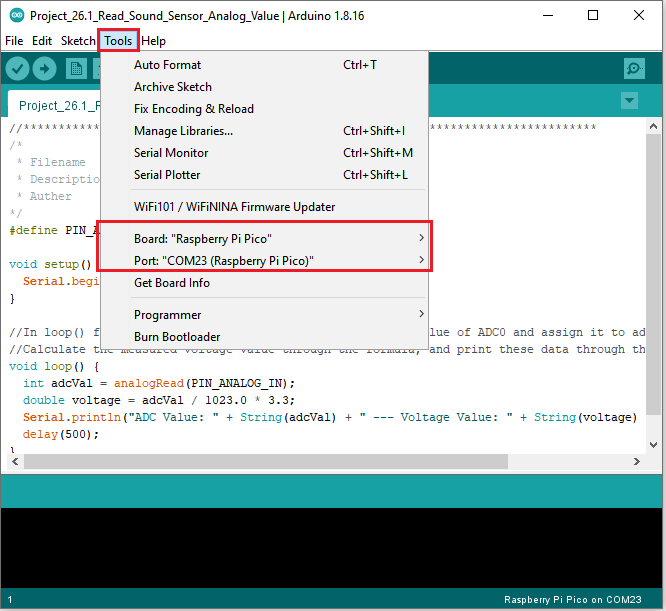 Project_26.1_Read_Sound_Sensor_Analog_Value | Arduino 1.8.16
File Edit Sketch Tools Help
Auto Format Ctrl+T
Archive Sketch
Fix Encoding & Reload
Manage Libraries... Ctrl+Shift+I
Serial Monitor Ctrl+Shift+M
Serial Plotter Ctrl+Shift+L
WiFi101 / WiFiNINA Firmware Updater
Board: "Raspberry Pi Pico"
Port: "COM23 (Raspberry Pi Pico)"
Get Board Info
Programmer
Burn Bootloader
Project_26.1_R
//************ ************************
/*
* Filename
* Descriptio
* Auther
*/
#define PIN_A
void setup()
Serial.begi
}
//In loop() f lue of ADC0 and assign it to ad
//Calculate the measured voltage value through the formula, and print these data through th
void loop() {
int adcVal = analogRead(PIN_ANALOG_IN);
double voltage = adcVal / 1023.0 * 3.3;
Serial.println("ADC Value: " + String(adcVal) + " --- Voltage Value: " + String(voltage)
delay(500);
}
1 Raspberry Pi Pico on COM23